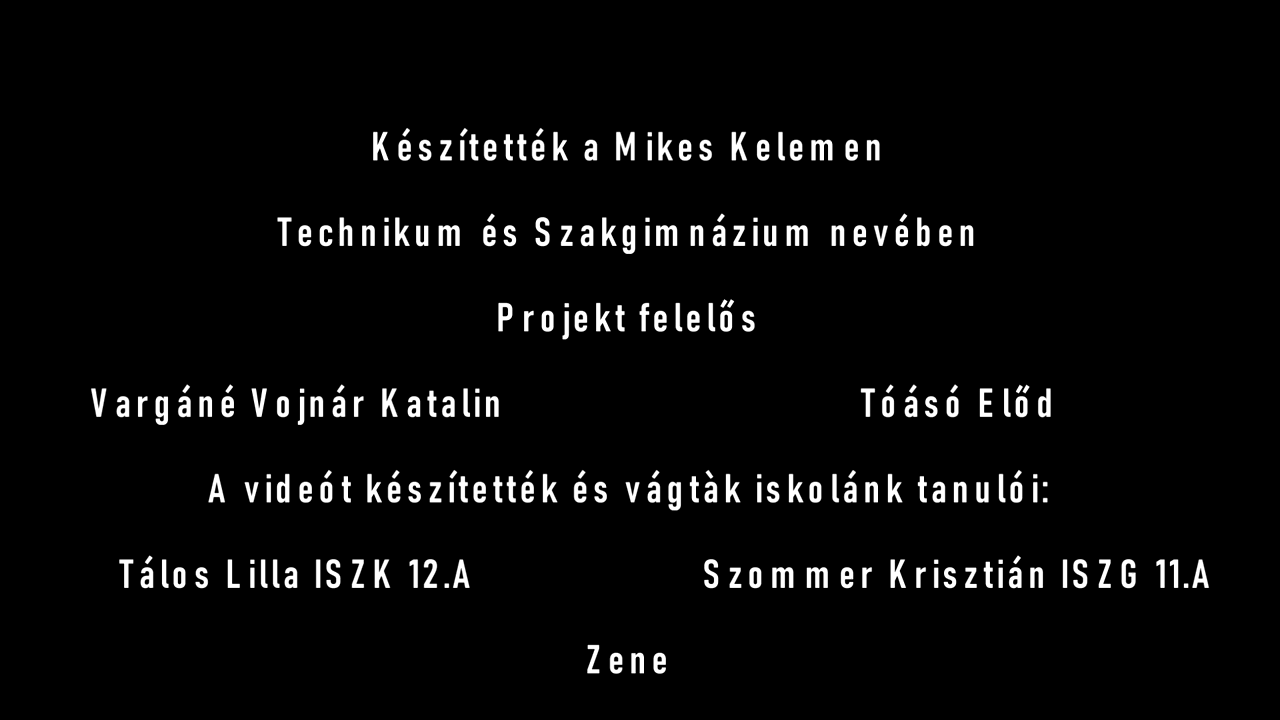 Készítették a Mikes Kelemen
Technikum és Szakgimnázium nevében
Projekt felelős
Vargáné Vojnár Katalin Tóásó Előd
A videót készítették és vágtàk iskolánk tanulói:
Tálos Lilla ISZK 12.A Szommer Krisztián ISZG 11.A
Zene